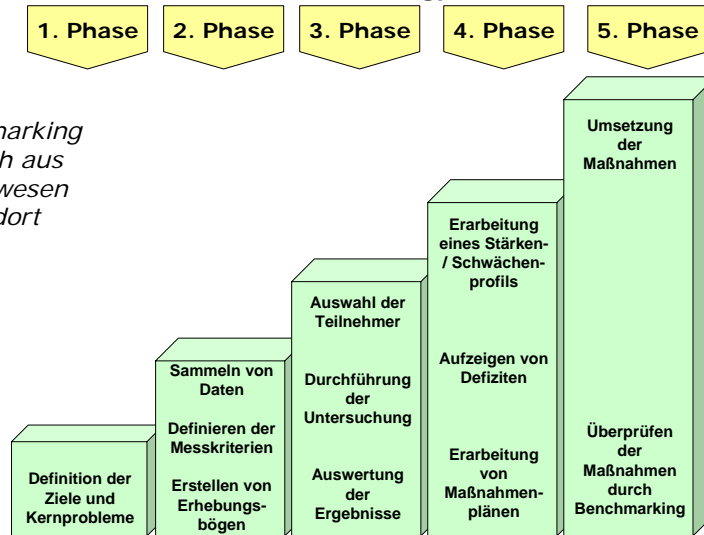 1. Phase
2. Phase
3. Phase
4. Phase
5. Phase
marking
h aus
wesen
dort
Definition der
Ziele und
Kernprobleme
Sammeln von
Daten
Definieren der
Messkriterien
Erstellen von
Erhebungs-
bögen
Auswahl der
Teilnehmer
Durchführung
der
Untersuchung
Auswertung
der
Ergebnisse
Erarbeitung
eines Stärken-
/ Schwächen-
profils
Aufzeigen von
Defiziten
Erarbeitung
von
Maßnahmen-
plänen
Umsetzung
der
Maßnahmen
Überprüfen
der
Maßnahmen
durch
Benchmarking